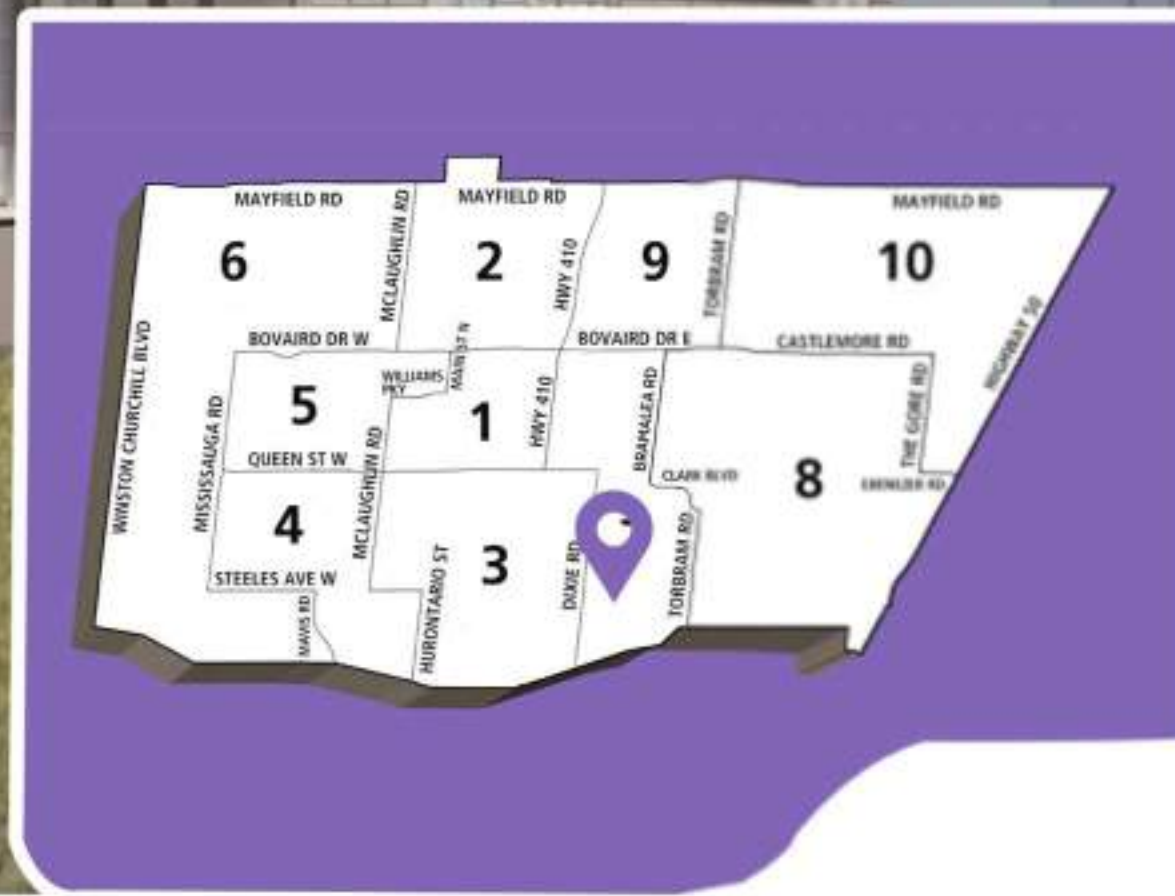 MAYFIELD RD
MAYFIELD RD
MAYFIELD RD
6
MCLAUGHLIN RD
2
HWY 410
9
TORBRAM RD
10
WINSTON CHURCHILL BLVD
BOVAIRD DR W
MAIN ST N
BOVAIRD DR E
CASTLEMORE RD
HIGHWAY 50
WILLIAMS
PKY
5
1
HWY 410
BRAMALEA RD
THE GORE RD
MISSISSAUGA RD
QUEEN ST W
MCLAUGHLIN RD
CLARK BLVD
8
EBENEZER RD
4
3
DIXIE RD
TORBRAM RD
STEELES AVE W
MAVIS RD
HURONTARIO ST